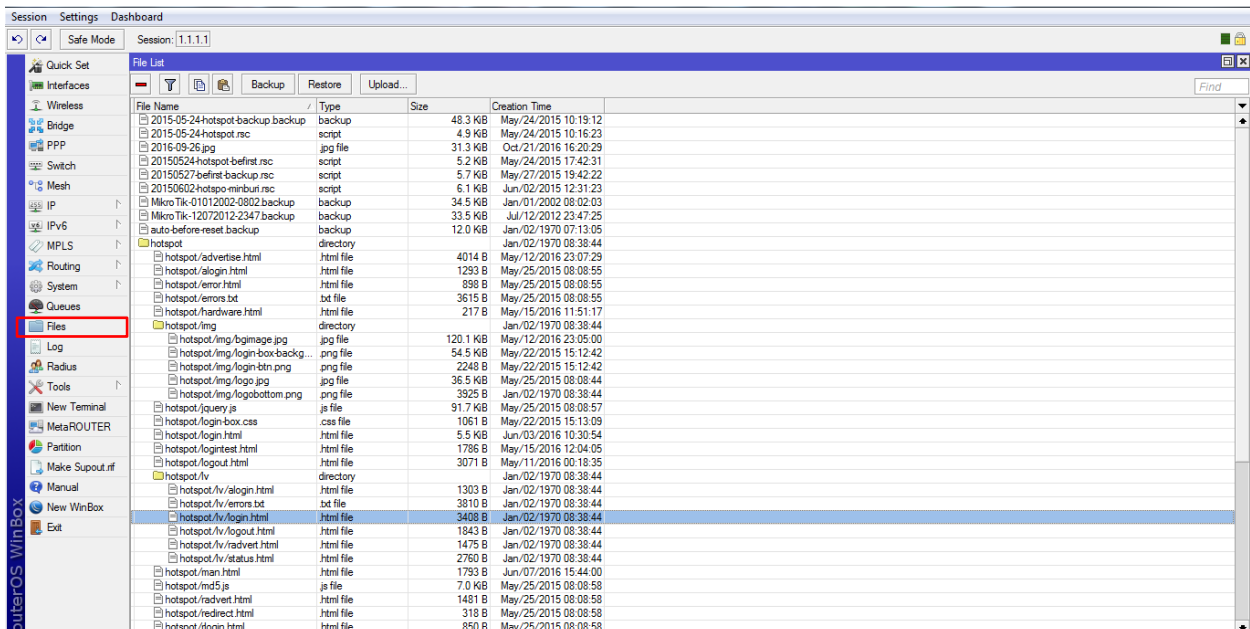 Session Settings Dashboard
Safe Mode Session: 1.1.1.1
Quick Set
Interfaces
Wireless
Bridge
PPP
Switch
Mesh
IP
IPv6
MPLS
Routing
System
Queues
Files
Log
Radius
Tools
New Terminal
MetaROUTER
Partition
Make Supout.rif
Manual
New WinBox
Exit
outerOS WinBox
File List
Backup Restore Upload... Find
File Name / Type Size Creation Time
2015-05-24-hotspot-backup.backup backup 48.3 KiB May/24/2015 10:19:12
2015-05-24-hotspot.rsc script 4.9 KiB May/24/2015 10:16:23
2016-09-26.jpg .jpg file 31.3 KiB Oct/21/2016 16:20:29
20150524-hotspot-befirst.rsc script 5.2 KiB May/24/2015 17:42:31
20150527-befirst-backup.rsc script 5.7 KiB May/27/2015 19:42:22
20150602-hotspo-minburi.rsc script 6.1 KiB Jun/02/2015 12:31:23
MikroTik-01012002-0802.backup backup 34.5 KiB Jan/01/2002 08:02:03
MikroTik-12072012-2347.backup backup 33.5 KiB Jul/12/2012 23:47:25
auto-before-reset.backup backup 12.0 KiB Jan/02/1970 07:13:05
hotspot directory Jan/02/1970 08:38:44
hotspot/advertise.html .html file 4014 B May/12/2016 23:07:29
hotspot/alogin.html .html file 1293 B May/25/2015 08:08:55
hotspot/error.html .html file 898 B May/25/2015 08:08:55
hotspot/errors.txt .txt file 3615 B May/25/2015 08:08:55
hotspot/hardware.html .html file 217 B May/15/2016 11:51:17
hotspot/img directory Jan/02/1970 08:38:44
hotspot/img/bgimage.jpg .jpg file 120.1 KiB May/12/2016 23:05:00
hotspot/img/login-box-backg... .png file 54.5 KiB May/22/2015 15:12:42
hotspot/img/login-btn.png .png file 2248 B May/22/2015 15:12:42
hotspot/img/logo.jpg .jpg file 36.5 KiB May/25/2015 08:08:44
hotspot/img/logobottom.png .png file 3925 B Jan/02/1970 08:38:44
hotspot/jquery.js .js file 91.7 KiB May/25/2015 08:08:57
hotspot/login-box.css .css file 1061 B May/22/2015 15:13:09
hotspot/login.html .html file 5.5 KiB Jun/03/2016 10:30:54
hotspot/logintest.html .html file 1786 B May/15/2016 12:04:05
hotspot/logout.html .html file 3071 B May/11/2016 00:18:35
hotspot/lv directory Jan/02/1970 08:38:44
hotspot/lv/alogin.html .html file 1303 B Jan/02/1970 08:38:44
hotspot/lv/errors.txt .txt file 3810 B Jan/02/1970 08:38:44
hotspot/lv/login.html .html file 3408 B Jan/02/1970 08:38:44
hotspot/lv/logout.html .html file 1843 B Jan/02/1970 08:38:44
hotspot/lv/radvert.html .html file 1475 B Jan/02/1970 08:38:44
hotspot/lv/status.html .html file 2760 B Jan/02/1970 08:38:44
hotspot/man.html .html file 1793 B Jun/07/2016 15:44:00
hotspot/md5.js .js file 7.0 KiB May/25/2015 08:08:58
hotspot/radvert.html .html file 1481 B May/25/2015 08:08:58
hotspot/redirect.html .html file 318 B May/25/2015 08:08:58
hotspot/rlogin.html .html file 850 B May/25/2015 08:08:58